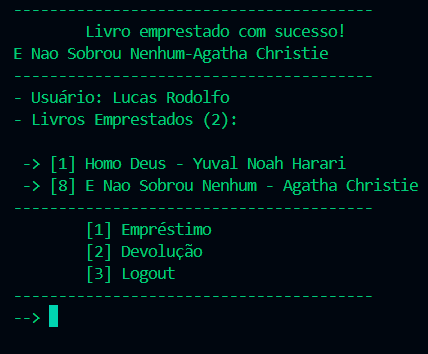 ----------------------------------------
Livro emprestado com sucesso!
E Nao Sobrou Nenhum-Agatha Christie
----------------------------------------
- Usuário: Lucas Rodolfo
- Livros Emprestados (2):
-> [1] Homo Deus - Yuval Noah Harari
-> [8] E Nao Sobrou Nenhum - Agatha Christie
----------------------------------------
[1] Empréstimo
[2] Devolução
[3] Logout
----------------------------------------
-->